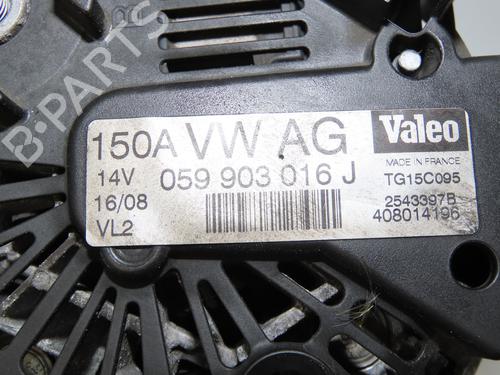 150A VW AG
14V 059 903 016 J
16/08
VL2
Valeo
MADE IN FRANCE
TG15C095
2543397B
408014196
B-PARTS